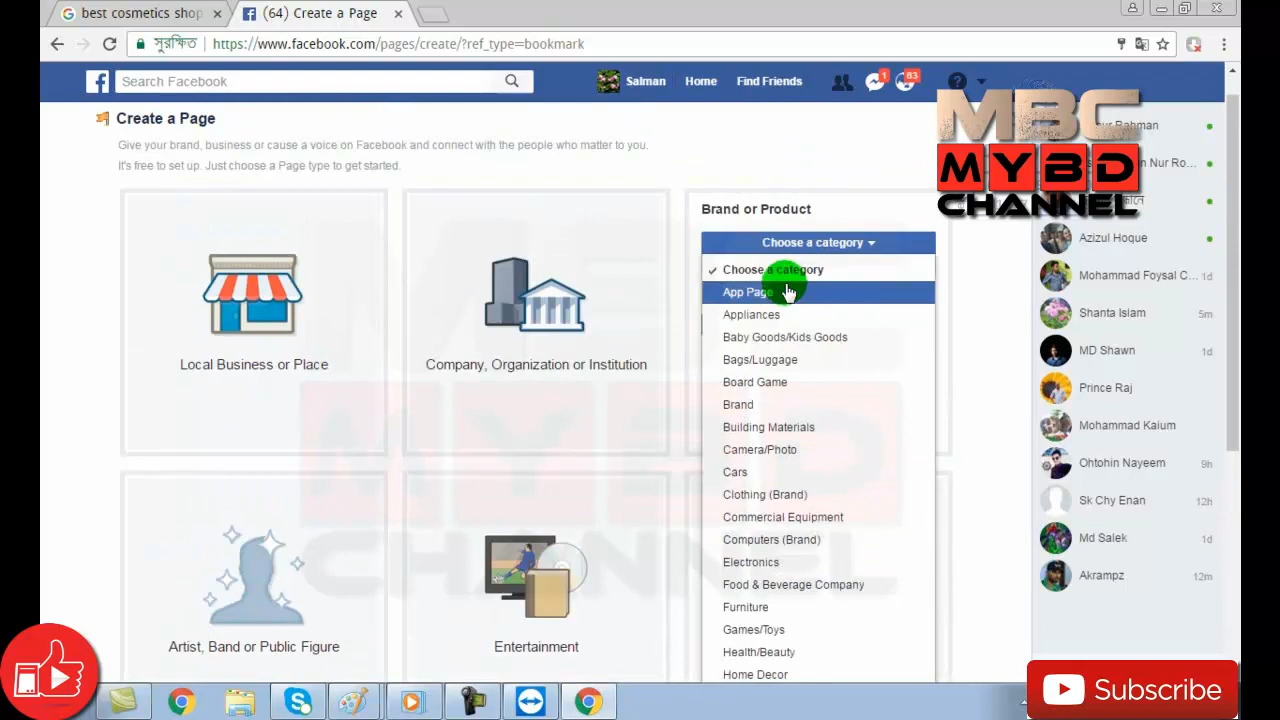 best cosmetics shop
(64) Create a Page
সুরক্ষিত
https://www.facebook.com/pages/create/?ref_type=bookmark
Search Facebook
Salman
Home
Find Friends
1
63
Create a Page
Give your brand, business or cause a voice on Facebook and connect with the people who matter to you.
It's free to set up. Just choose a Page type to get started.
Local Business or Place
Company, Organization or Institution
Brand or Product
Choose a category
Choose a category
App Page
Appliances
Baby Goods/Kids Goods
Bags/Luggage
Board Game
Brand
Building Materials
Camera/Photo
Cars
Clothing (Brand)
Commercial Equipment
Computers (Brand)
Electronics
Food & Beverage Company
Furniture
Games/Toys
Health/Beauty
Home Decor
Artist, Band or Public Figure
Entertainment
MBC
MYBD
CHANNEL
Rahman
Nur Ro...
Azizul Hoque
Mohammad Foysal C...
1d
Shanta Islam
5m
MD Shawn
1d
Prince Raj
Mohammad Kaium
Ohtohin Nayeem
9h
Sk Chy Enan
12h
Md Salek
1d
Akrampz
12m
MYBD
CHANNEL
Subscribe